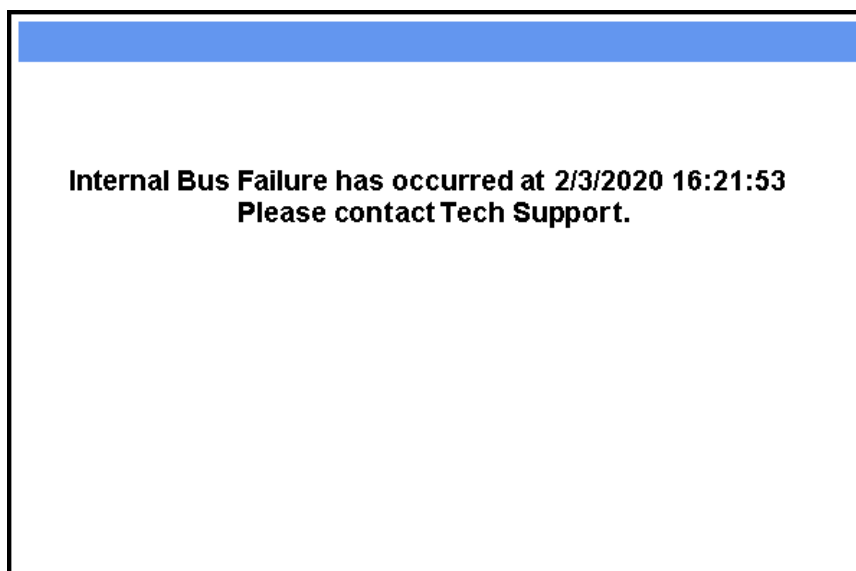 Internal Bus Failure has occurred at 2/3/2020 16:21:53
Please contact Tech Support.